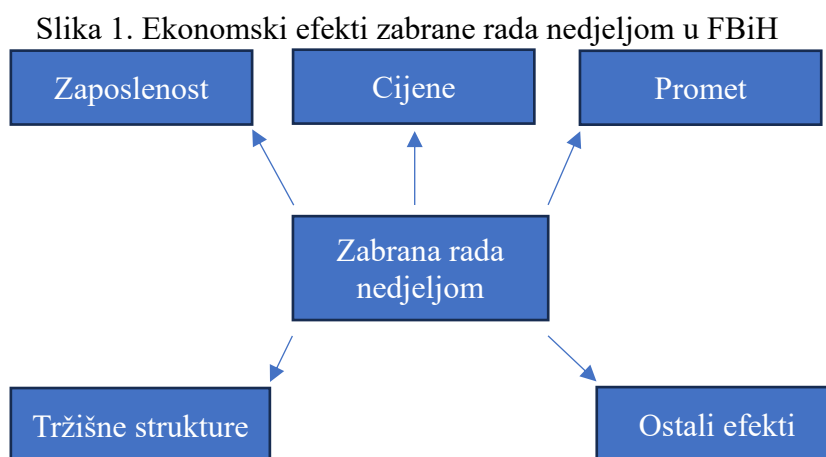 Slika 1. Ekonomski efekti zabrane rada nedjeljom u FBiH
Zaposlenost
Cijene
Promet
Zabrana rada
nedjeljom
Tržišne strukture
Ostali efekti